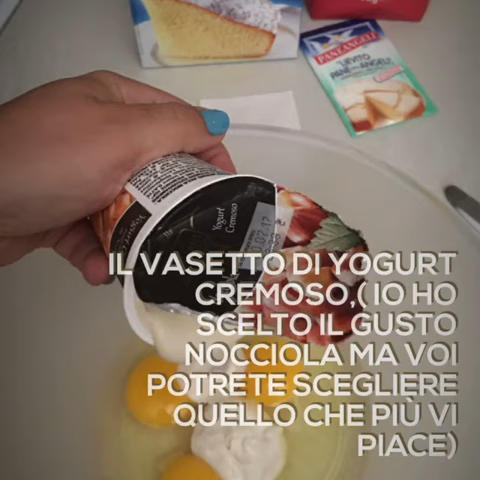 PANEANGELI
LIEVITO
PANE degli ANGELI
Yogurt
Cremoso
IL VASETTO DI YOGURT
CREMOSO,( IO HO
SCELTO IL GUSTO
NOCCIOLA MA VOI
POTRETE SCEGLIERE
QUELLO CHE PIÙ VI
PIACE)